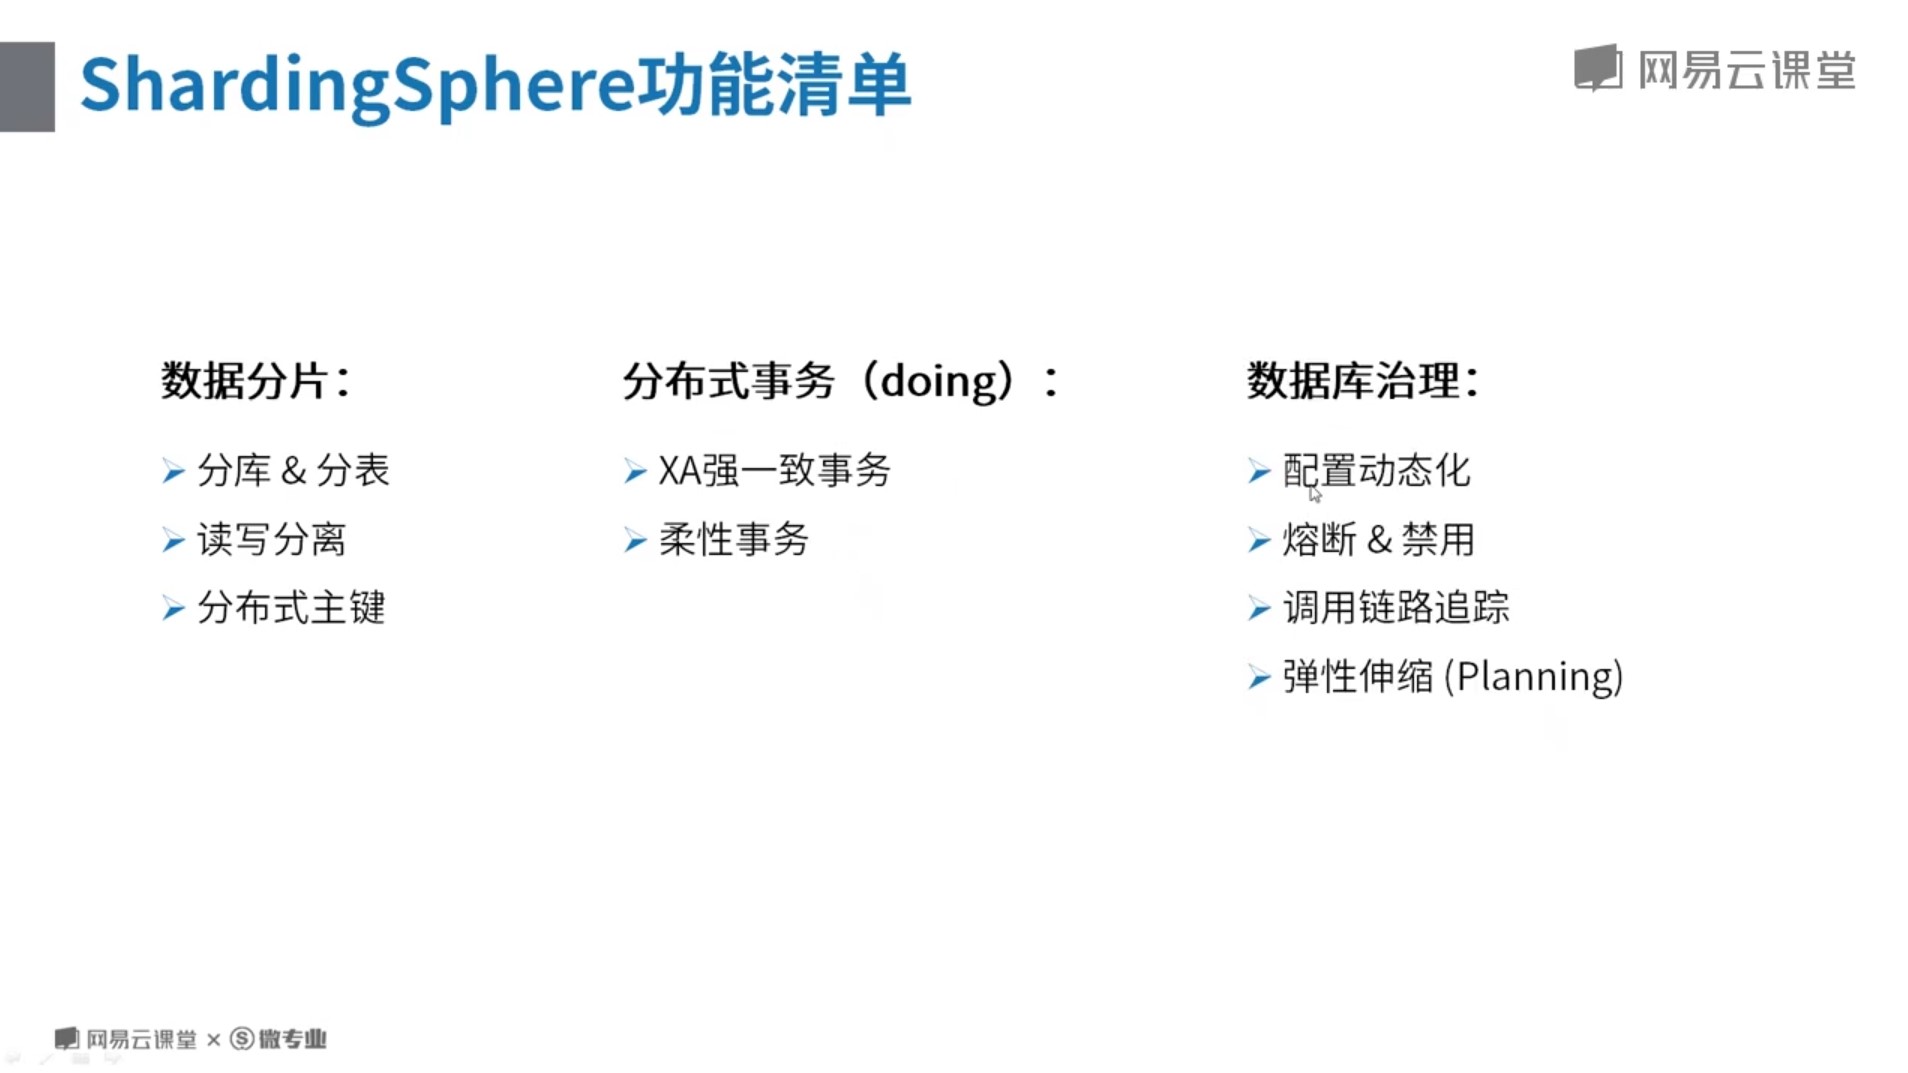 ShardingSphere功能清单
网易云课堂
数据分片：
分库 & 分表
读写分离
分布式主键
分布式事务（doing）：
XA强一致事务
柔性事务
数据库治理：
配置动态化
熔断 & 禁用
调用链路追踪
弹性伸缩 (Planning)
网易云课堂 × S 微专业